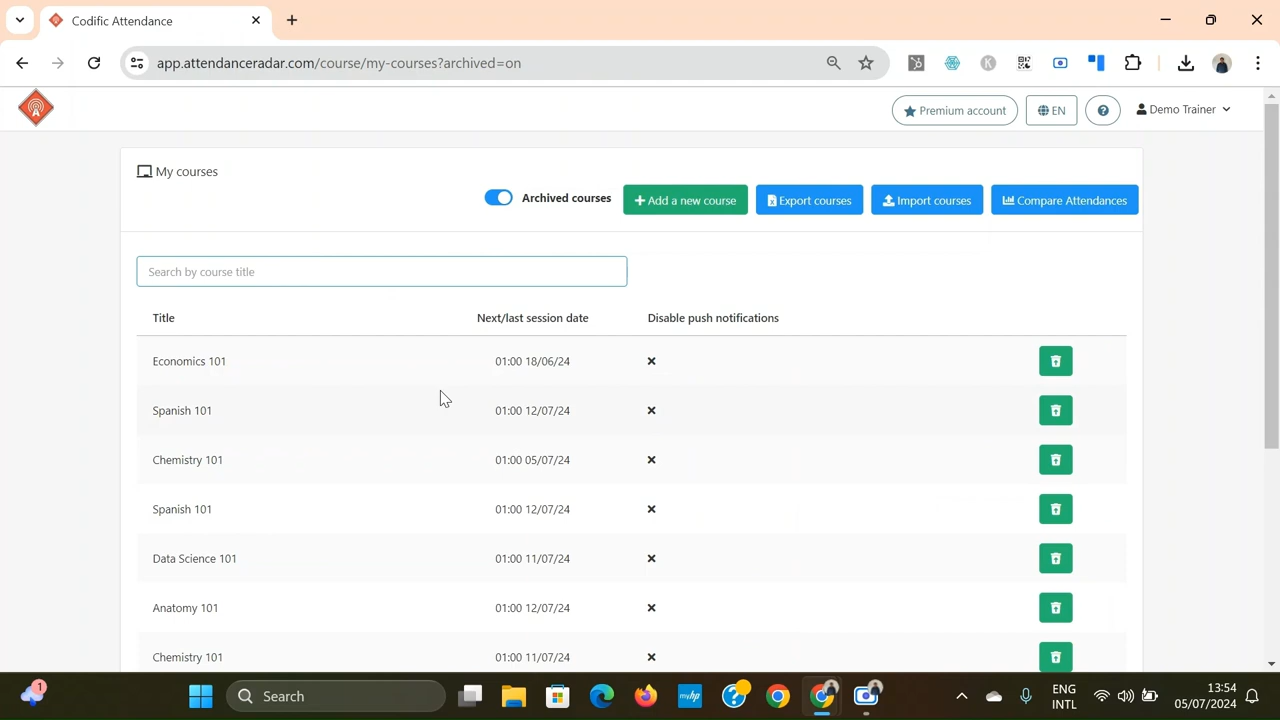 Codific Attendance
app.attendanceradar.com/course/my-courses?archived=on
Premium account
EN
Demo Trainer
My courses
Archived courses
Add a new course
Export courses
Import courses
Compare Attendances
Search by course title
Title Next/last session date Disable push notifications
Economics 101 01:00 18/06/24
Spanish 101 01:00 12/07/24
Chemistry 101 01:00 05/07/24
Spanish 101 01:00 12/07/24
Data Science 101 01:00 11/07/24
Anatomy 101 01:00 12/07/24
Chemistry 101 01:00 11/07/24
1
Search
myhp
ENG
INTL
13:54
05/07/2024